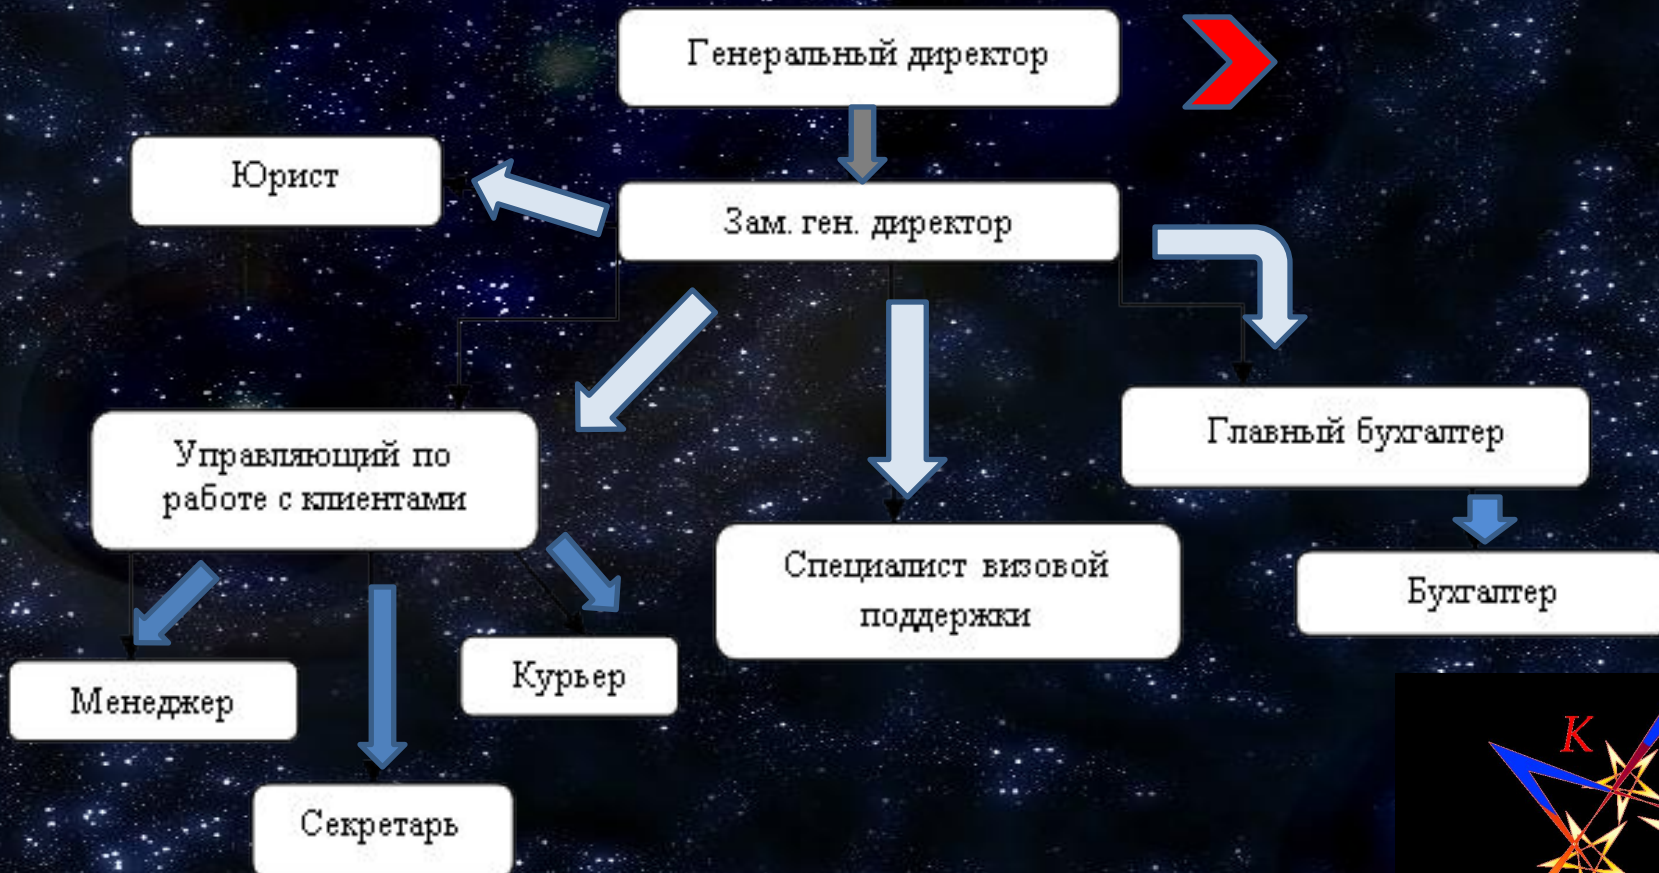 Генеральный директор
Юрист
Зам. ген. директор
Управляющий по
работе с клиентами
Главный бухгалтер
Специалист визовой
поддержки
Бухгалтер
Менеджер
Курьер
Секретарь
К